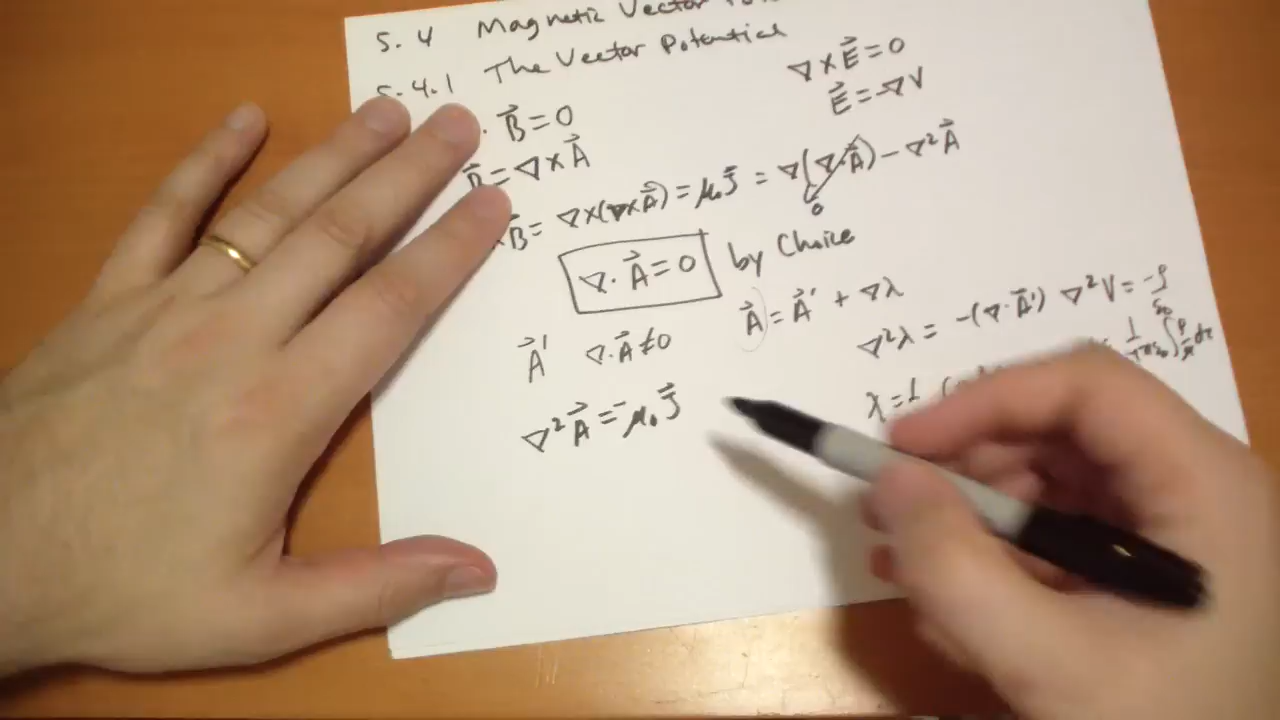 5.4 Magnetic Vector
5.4.1 The Vector Potential
∇×E⃗=0
E⃗=-∇V
· B⃗=0
B⃗=∇×A⃗
×B⃗= ∇×(∇×A⃗)=μ₀J⃗ = ∇(∇·A⃗)-∇²A⃗
0
∇·A⃗=0 by Choice
A⃗=A⃗' + ∇λ
A⃗' ∇·A⃗≠0
∇²λ= -(∇·A⃗') ∇²V= -ρ/ε₀
∇²A⃗=-μ₀J⃗
λ=1